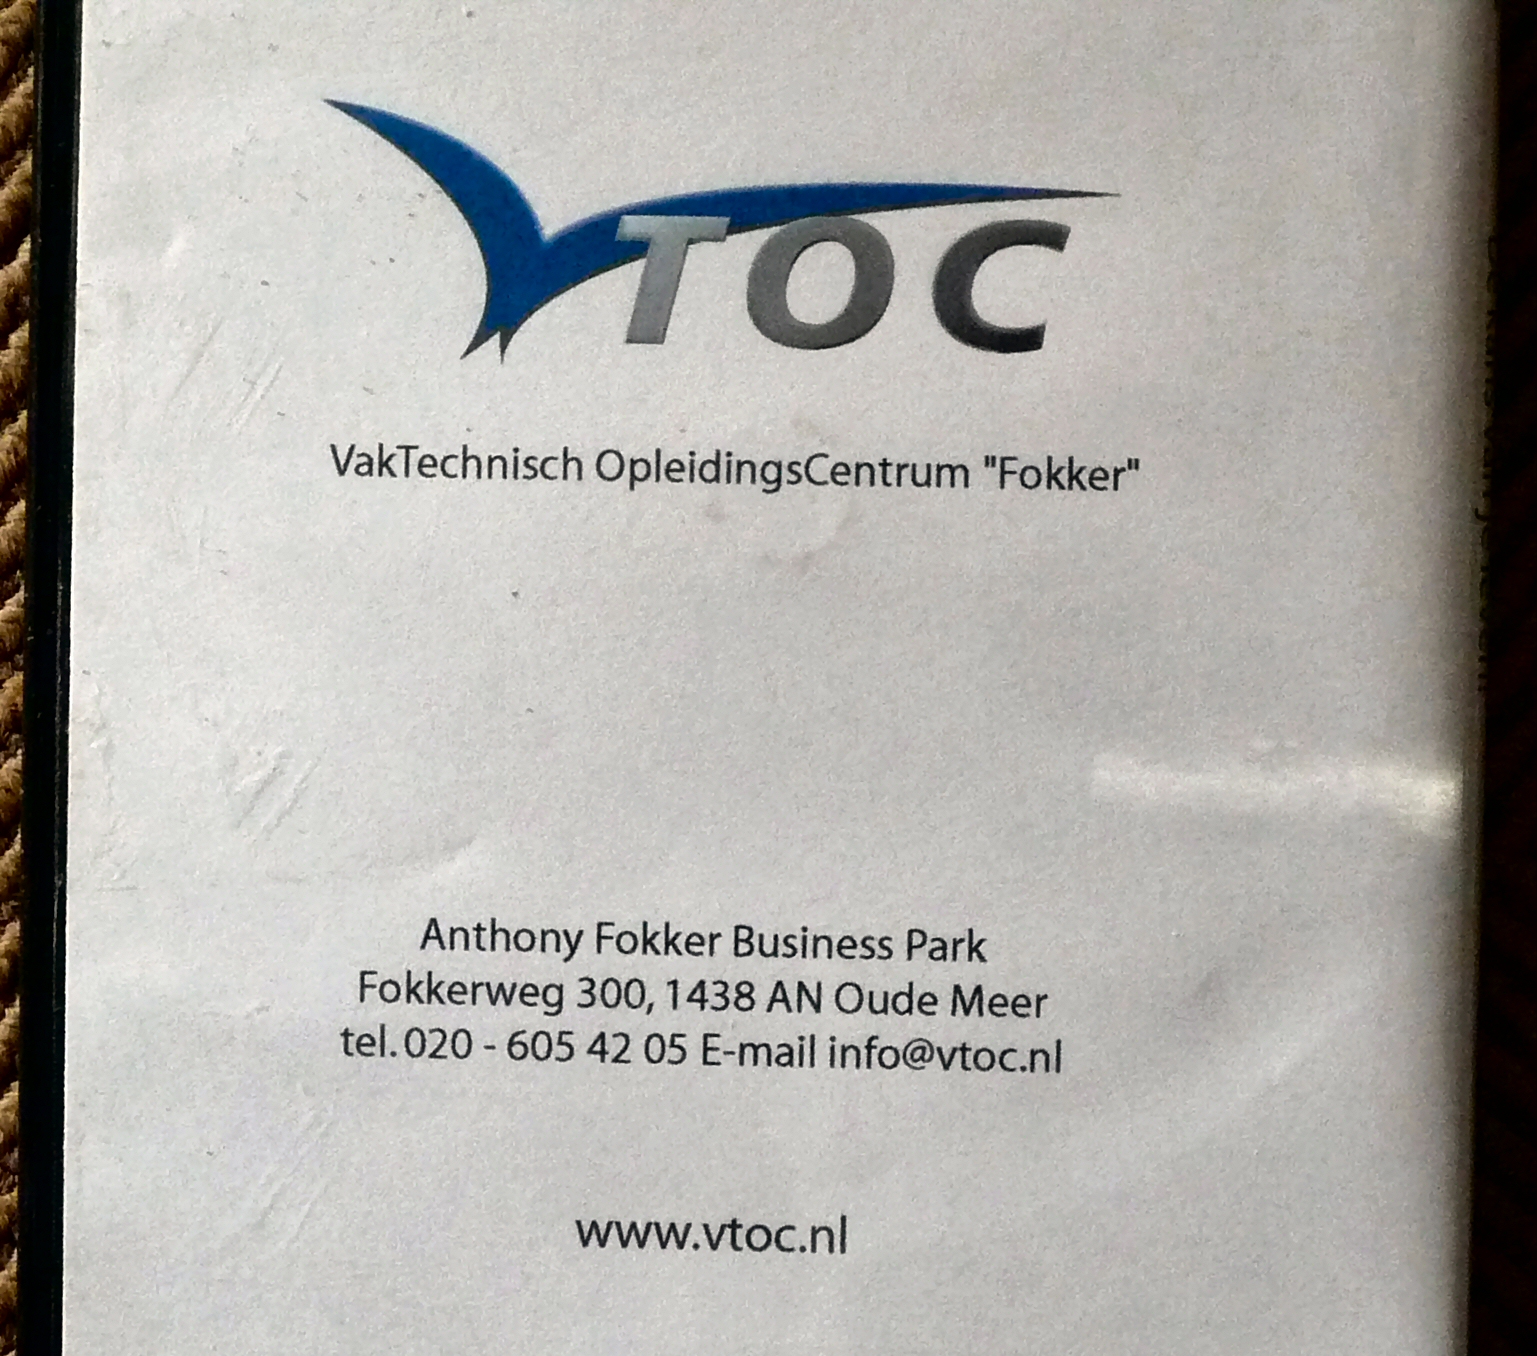 VTOC
VakTechnisch OpleidingsCentrum "Fokker"
Anthony Fokker Business Park
Fokkerweg 300, 1438 AN Oude Meer
tel. 020 - 605 42 05 E-mail info@vtoc.nl
www.vtoc.nl